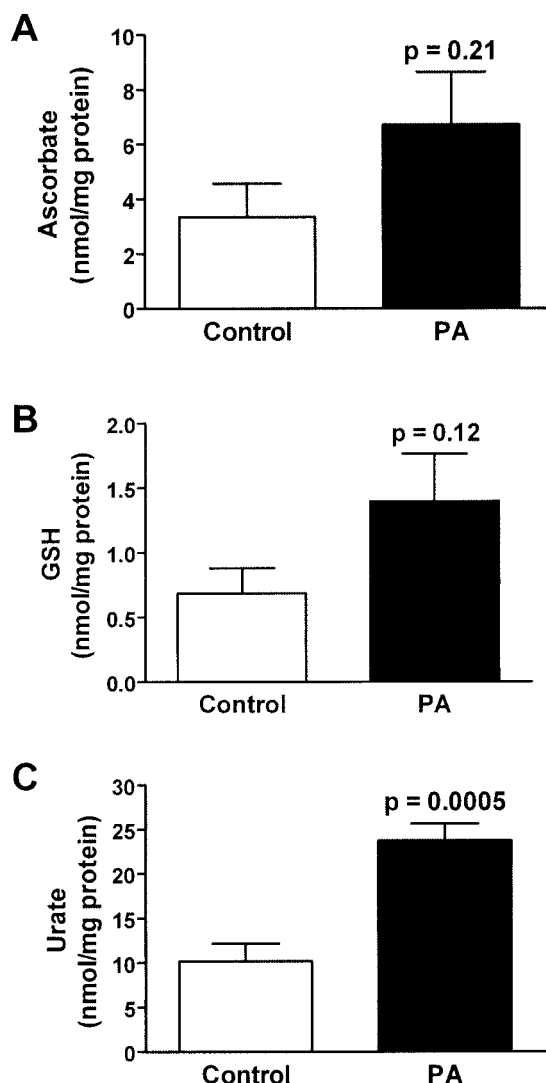 A
Ascorbate
(nmol/mg protein)
10
8
6
4
2
0
p = 0.21
Control PA
B
GSH
(nmol/mg protein)
2.0
1.5
1.0
0.5
0.0
p = 0.12
Control PA
C
Urate
(nmol/mg protein)
30
25
20
15
10
5
0
p = 0.0005
Control PA